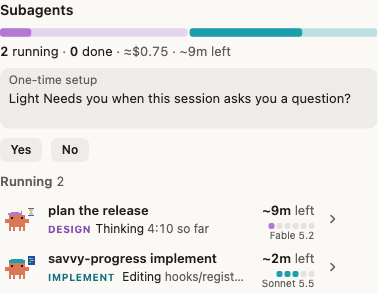 Subagents
2 running · 0 done · ≈$0.75 · ~9m left
One-time setup
Light Needs you when this session asks you a question?
Yes No
Running 2
plan the release ~9m left
DESIGN Thinking 4:10 so far
Fable 5.2
savvy-progress implement ~2m left
IMPLEMENT Editing hooks/regist…
Sonnet 5.5